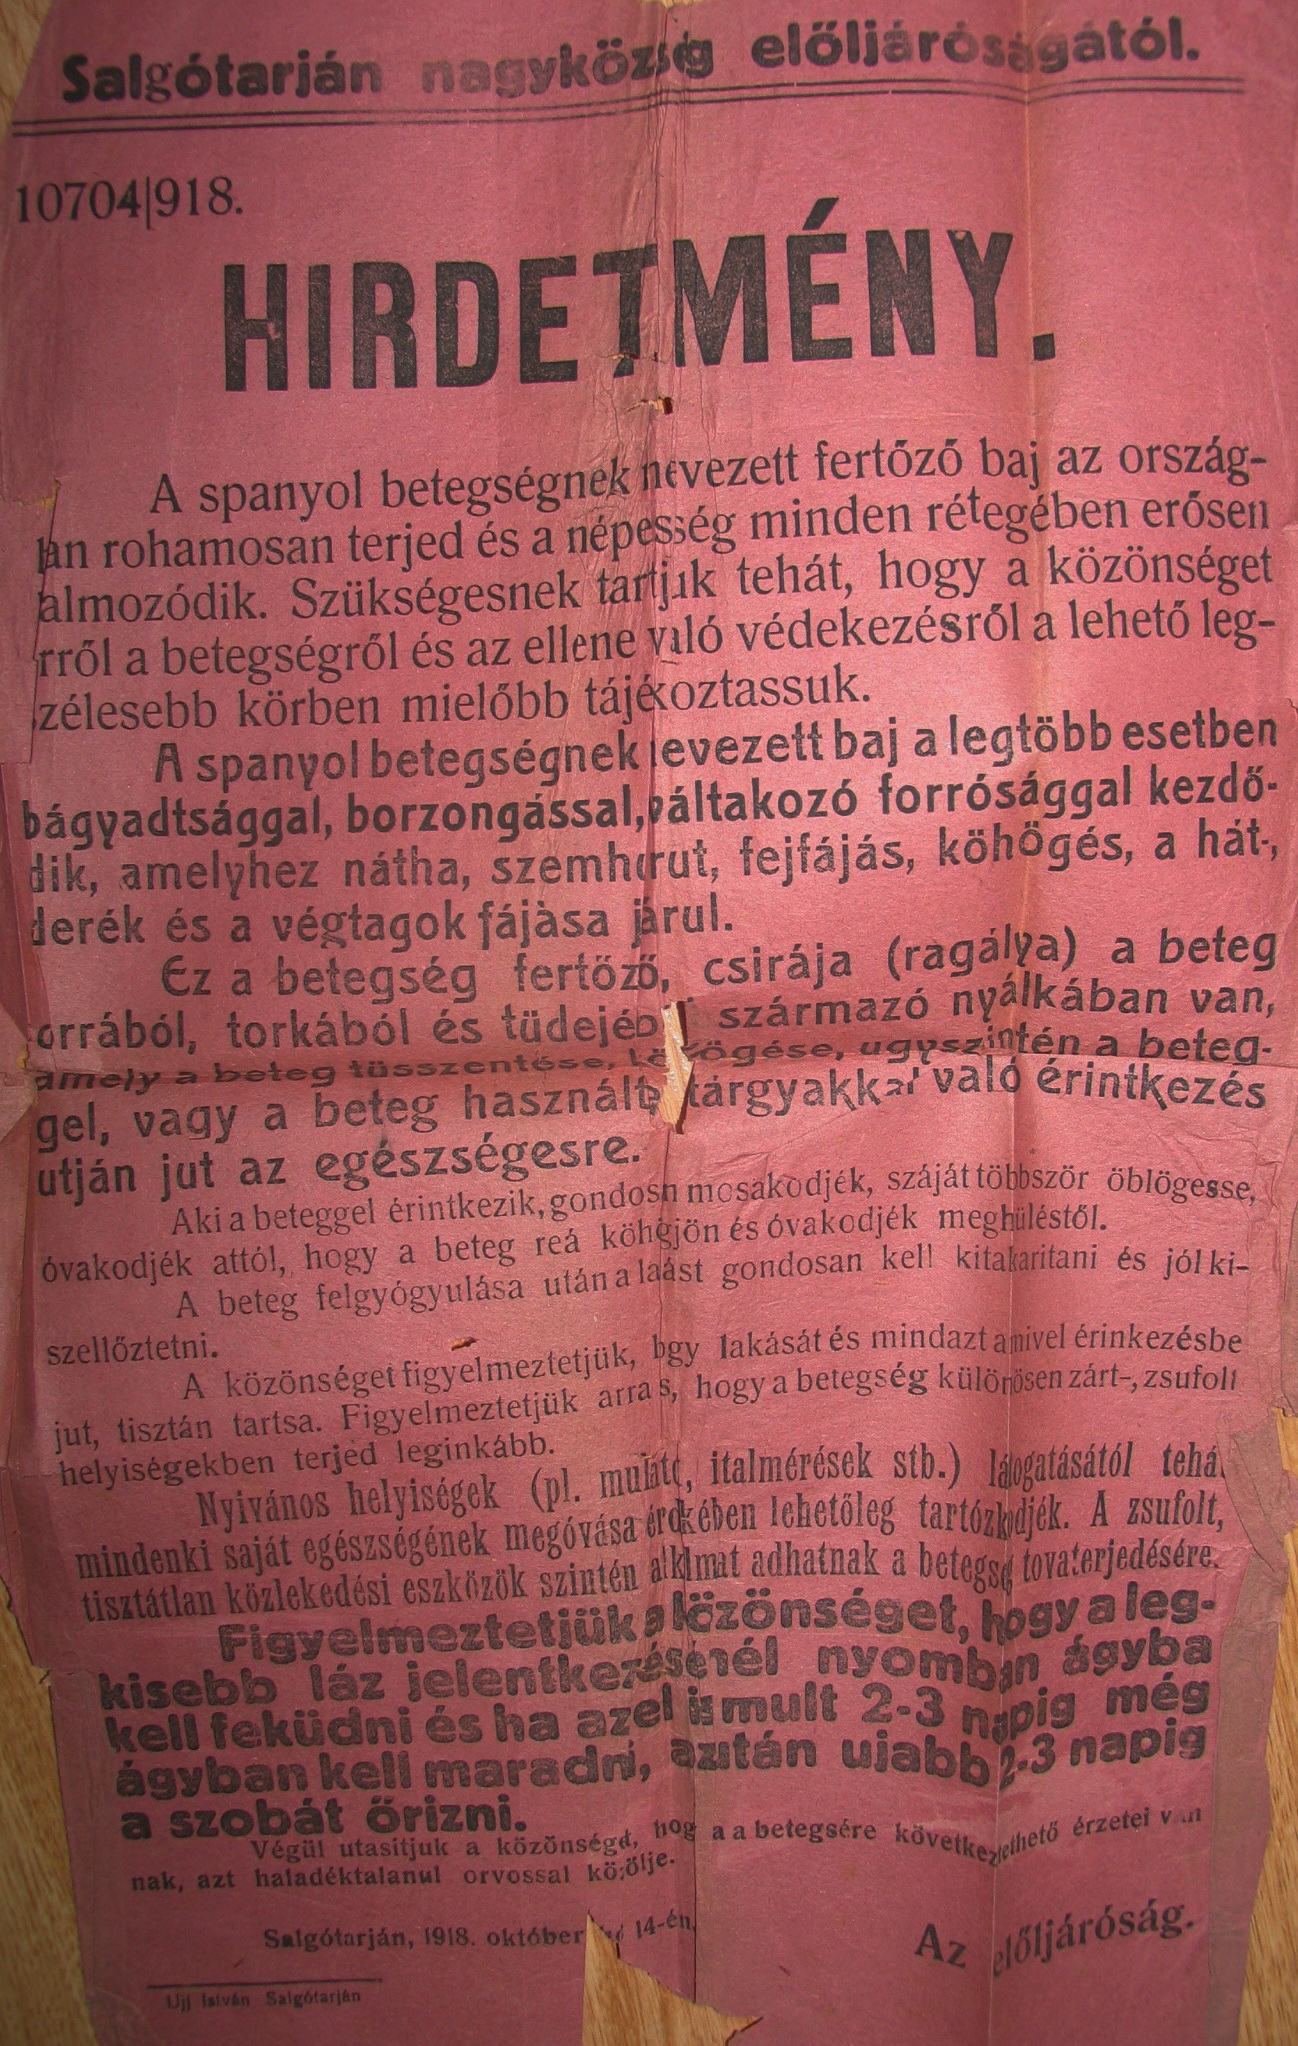 Salgótarján nagyközség előljáróságától.
10704|918.
HIRDETMÉNY.
A spanyol betegségnek nevezett fertőző baj az ország-
ban rohamosan terjed és a népesség minden rétegében erősen
almozódik. Szükségesnek tartjuk tehát, hogy a közönséget
rről a betegségről és az ellene való védekezésről a lehető leg-
szélesebb körben mielőbb tájékoztassuk.
A spanyol betegségnek nevezett baj a legtöbb esetben
bágyadtsággal, borzongással, váltakozó forrósággal kezdő-
dik, amelyhez nátha, szemhurut, fejfájás, köhögés, a hát-,
derék és a végtagok fájàsa járul.
Ez a betegség fertőző, csirája (ragálya) a beteg
orrából, torkából és tüdejéből származó nyálkában van,
amely a beteg tüsszentése, köhögése, ugyszintén a beteg-
gel, vagy a beteg használta tárgyakkal való érintkezés
utján jut az egészségesre.
Aki a beteggel érintkezik, gondosan mosakodjék, száját többször öblögesse,
óvakodjék attól, hogy a beteg reá köhögjön és óvakodjék meghüléstől.
A beteg felgyógyulása után a lakást gondosan kell kitakaritani és jól ki-
szellőztetni.
A közönséget figyelmeztetjük, hogy lakását és mindazt amivel érinkezésbe
jut, tisztán tartsa. Figyelmeztetjük arra is, hogy a betegség különösen zárt-, zsufolt
helyiségekben terjed leginkább.
Nyivános helyiségek (pl. mulató, italmérések stb.) látogatásától tehát
mindenki saját egészségének megóvása érdekében lehetőleg tartózkodjék. A zsufolt,
tisztátlan közlekedési eszközök szintén alkalmat adhatnak a betegség tovaterjedésére.
Figyelmeztetjük a közönséget, hogy a leg-
kisebb láz jelentkezésénél nyomban ágyba
kell feküdni és ha azel is mult 2-3 napig még
ágyban kell maradni, azután ujabb 2-3 napig
a szobát őrizni.
Végül utasitjuk a közönséget, hogy a a betegsére következtethető érzetei van
nak, azt haladéktalanul orvossal közölje.
Salgótarján, 1918. október hó 14-én.
Az előljáróság.
Ujj István Salgótarján